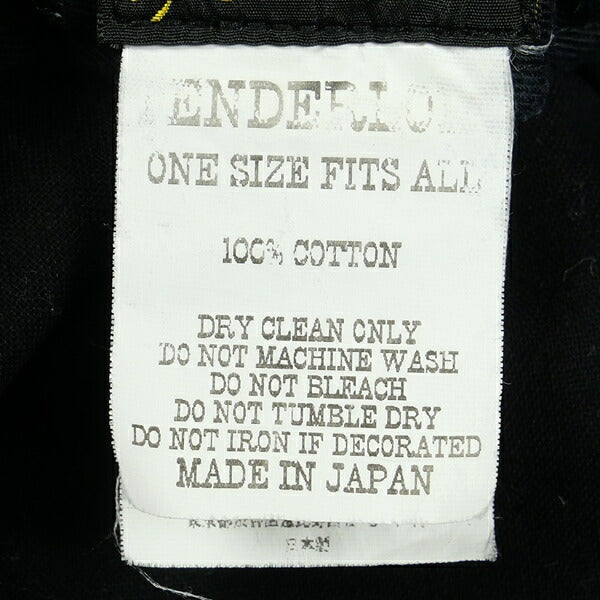 ENDERLO
ONE SIZE FITS ALL
100% COTTON
DRY CLEAN ONLY
DO NOT MACHINE WASH
DO NOT BLEACH
DO NOT TUMBLE DRY
DO NOT IRON IF DECORATED
MADE IN JAPAN